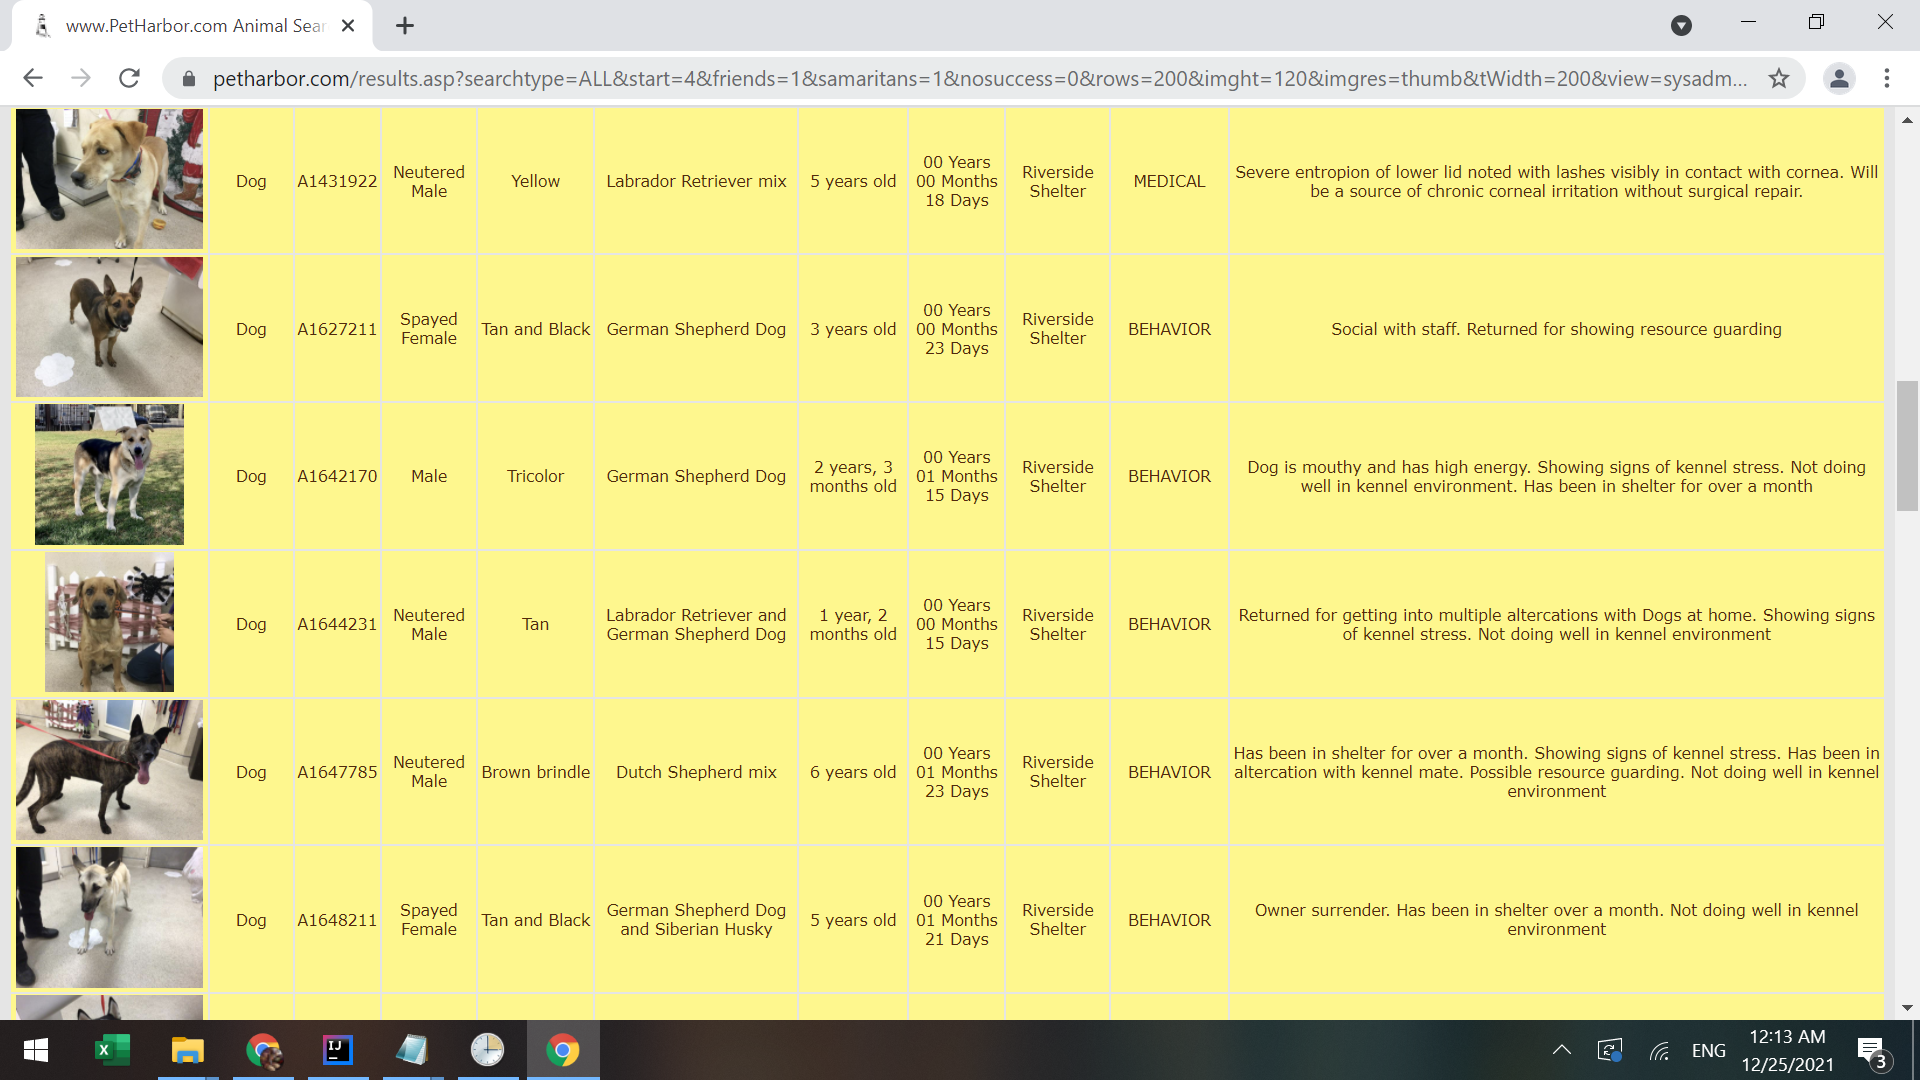 www.PetHarbor.com Animal Sear
petharbor.com/results.asp?searchtype=ALL&start=4&friends=1&samaritans=1&nosuccess=0&rows=200&imght=120&imgres=thumb&tWidth=200&view=sysadm...
Dog
A1431922
Neutered
Male
Yellow
Labrador Retriever mix
5 years old
00 Years
00 Months
18 Days
Riverside
Shelter
MEDICAL
Severe entropion of lower lid noted with lashes visibly in contact with cornea. Will
be a source of chronic corneal irritation without surgical repair.
Dog
A1627211
Spayed
Female
Tan and Black
German Shepherd Dog
3 years old
00 Years
00 Months
23 Days
Riverside
Shelter
BEHAVIOR
Social with staff. Returned for showing resource guarding
Dog
A1642170
Male
Tricolor
German Shepherd Dog
2 years, 3
months old
00 Years
01 Months
15 Days
Riverside
Shelter
BEHAVIOR
Dog is mouthy and has high energy. Showing signs of kennel stress. Not doing
well in kennel environment. Has been in shelter for over a month
Dog
A1644231
Neutered
Male
Tan
Labrador Retriever and
German Shepherd Dog
1 year, 2
months old
00 Years
00 Months
15 Days
Riverside
Shelter
BEHAVIOR
Returned for getting into multiple altercations with Dogs at home. Showing signs
of kennel stress. Not doing well in kennel environment
Dog
A1647785
Neutered
Male
Brown brindle
Dutch Shepherd mix
6 years old
00 Years
01 Months
23 Days
Riverside
Shelter
BEHAVIOR
Has been in shelter for over a month. Showing signs of kennel stress. Has been in
altercation with kennel mate. Possible resource guarding. Not doing well in kennel
environment
Dog
A1648211
Spayed
Female
Tan and Black
German Shepherd Dog
and Siberian Husky
5 years old
00 Years
01 Months
21 Days
Riverside
Shelter
BEHAVIOR
Owner surrender. Has been in shelter over a month. Not doing well in kennel
environment
X
IJ
ENG
12:13 AM
12/25/2021
3